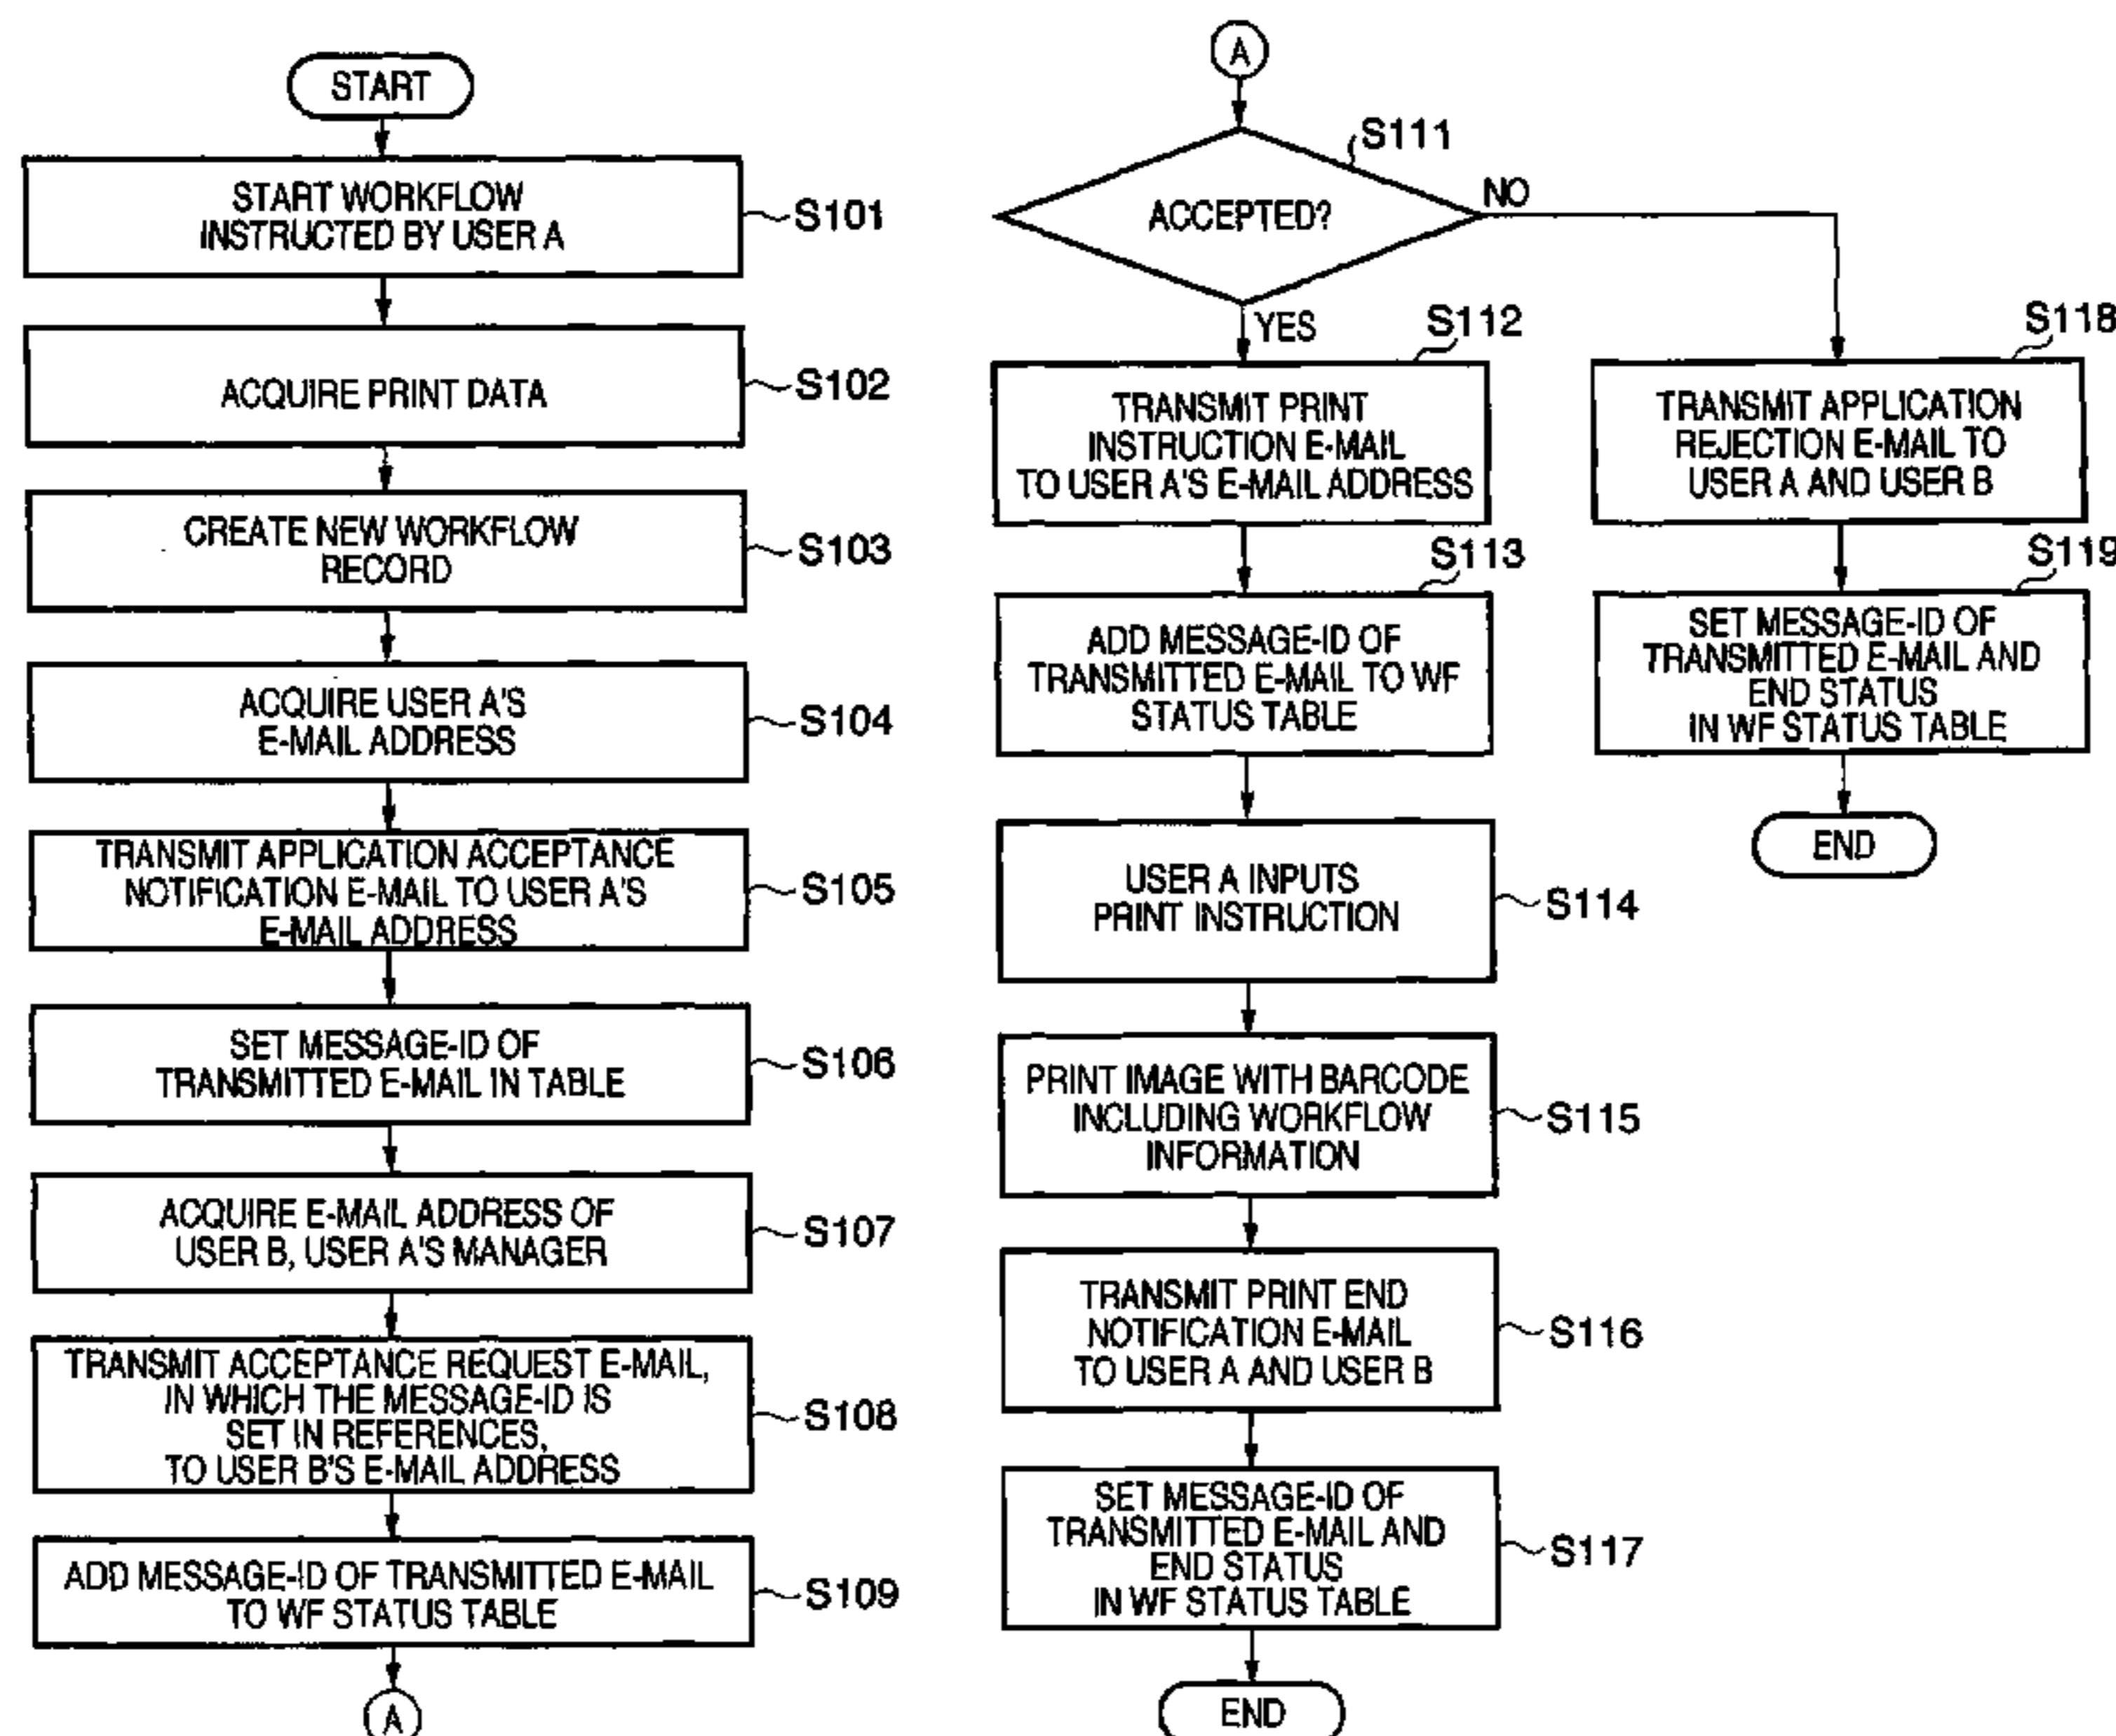 START
START WORKFLOW
INSTRUCTED BY USER A
S101
ACQUIRE PRINT DATA
S102
CREATE NEW WORKFLOW
RECORD
S103
ACQUIRE USER A'S
E-MAIL ADDRESS
S104
TRANSMIT APPLICATION ACCEPTANCE
NOTIFICATION E-MAIL TO USER A'S
E-MAIL ADDRESS
S105
SET MESSAGE-ID OF
TRANSMITTED E-MAIL IN TABLE
S106
ACQUIRE E-MAIL ADDRESS OF
USER B, USER A'S MANAGER
S107
TRANSMIT ACCEPTANCE REQUEST E-MAIL,
IN WHICH THE MESSAGE-ID IS
SET IN REFERENCES,
TO USER B'S E-MAIL ADDRESS
S108
ADD MESSAGE-ID OF TRANSMITTED E-MAIL
TO WF STATUS TABLE
S109
A
A
S111
ACCEPTED?
NO
YES
S112
TRANSMIT PRINT
INSTRUCTION E-MAIL
TO USER A'S E-MAIL ADDRESS
S113
ADD MESSAGE-ID OF
TRANSMITTED E-MAIL TO WF
STATUS TABLE
USER A INPUTS
PRINT INSTRUCTION
S114
PRINT IMAGE WITH BARCODE
INCLUDING WORKFLOW
INFORMATION
S115
TRANSMIT PRINT END
NOTIFICATION E-MAIL
TO USER A AND USER B
S116
SET MESSAGE-ID OF
TRANSMITTED E-MAIL AND
END STATUS
IN WF STATUS TABLE
S117
END
S118
TRANSMIT APPLICATION
REJECTION E-MAIL TO
USER A AND USER B
S119
SET MESSAGE-ID OF
TRANSMITTED E-MAIL AND
END STATUS
IN WF STATUS TABLE
END